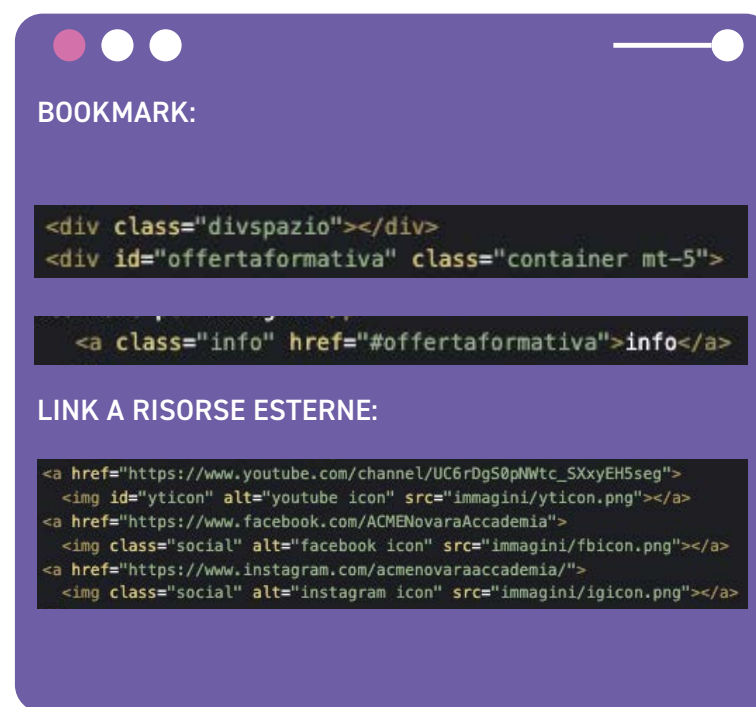 BOOKMARK:
<div class="divspazio"></div>
<div id="offertaformativa" class="container mt-5">
<a class="info" href="#offertaformativa">info</a>
LINK A RISORSE ESTERNE:
<a href="https://www.youtube.com/channel/UC6rDgS0pNWtc_SXxyEH5seg">
<img id="yticon" alt="youtube icon" src="immagini/yticon.png"></a>
<a href="https://www.facebook.com/ACMENovaraAccademia">
<img class="social" alt="facebook icon" src="immagini/fbicon.png"></a>
<a href="https://www.instagram.com/acmenovaraaccademia/">
<img class="social" alt="instagram icon" src="immagini/igicon.png"></a>